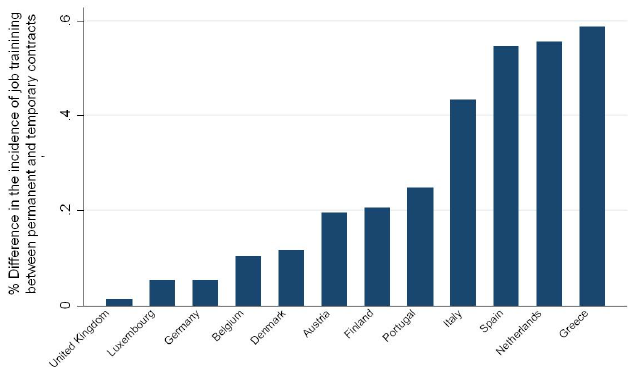 % Difference in the incidence of job trainining
between permanent and temporary contracts
.6
.4
.2
0
United Kingdom
Luxembourg
Germany
Belgium
Denmark
Austria
Finland
Portugal
Italy
Spain
Netherlands
Greece